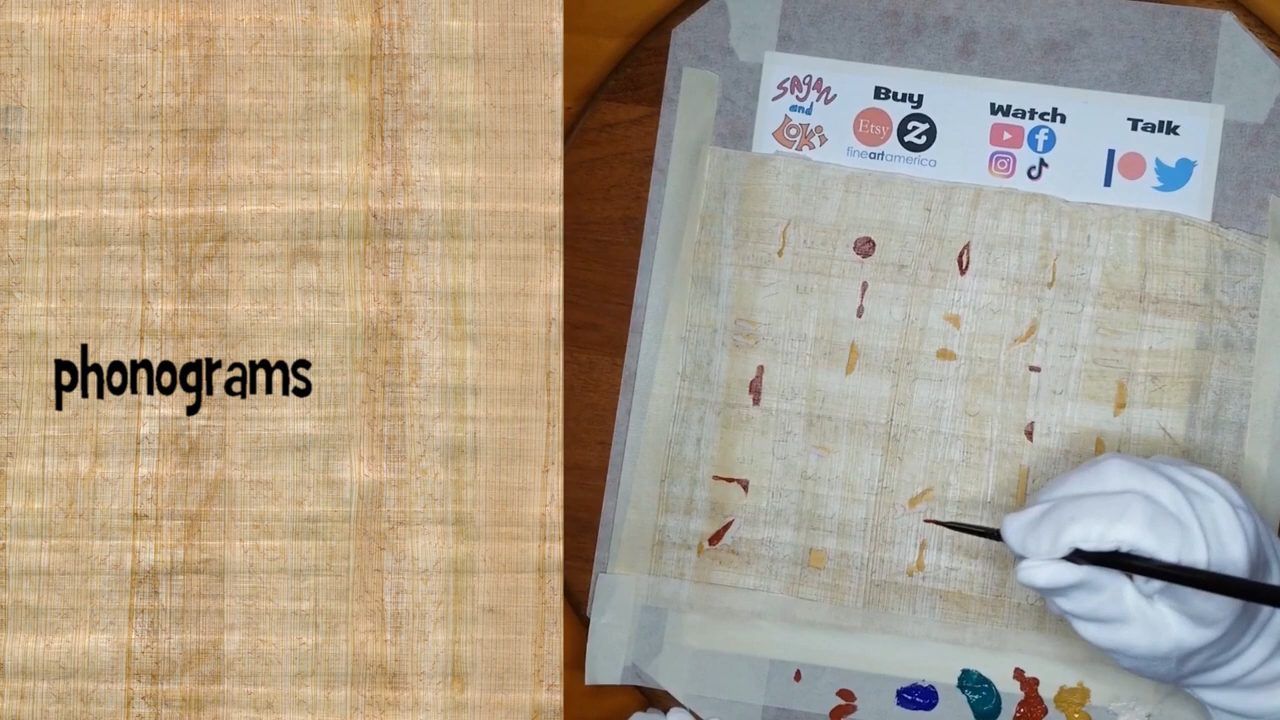 phonograms
SAGAN
and
LOKi
Buy
Etsy
Z
fineartamerica
Watch
Talk